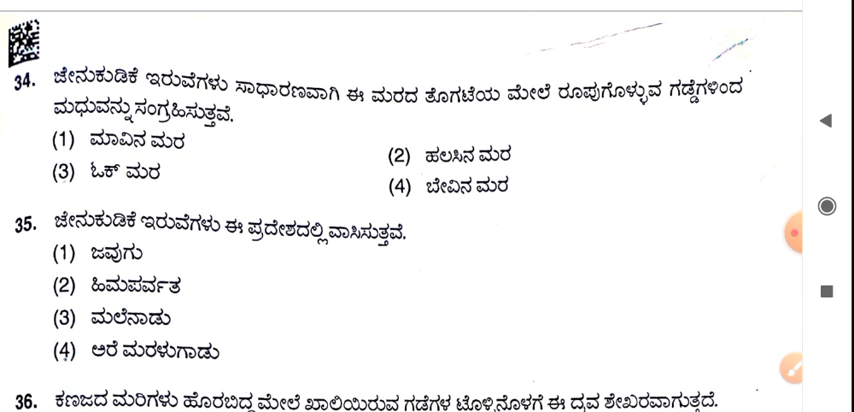 34. ಜೇನುಕುಡಿಕೆ ಇರುವೆಗಳು ಸಾಧಾರಣವಾಗಿ ಈ ಮರದ ತೊಗಟೆಯ ಮೇಲೆ ರೂಪುಗೊಳ್ಳುವ ಗಡ್ಡೆಗಳಿಂದ
ಮಧುವನ್ನು ಸಂಗ್ರಹಿಸುತ್ತವೆ.
(1) ಮಾವಿನ ಮರ
(2) ಹಲಸಿನ ಮರ
(3) ಓಕ್ ಮರ
(4) ಬೇವಿನ ಮರ
35. ಜೇನುಕುಡಿಕೆ ಇರುವೆಗಳು ಈ ಪ್ರದೇಶದಲ್ಲಿ ವಾಸಿಸುತ್ತವೆ.
(1) ಜವುಗು
(2) ಹಿಮಪರ್ವತ
(3) ಮಲೆನಾಡು
(4) ಅರೆ ಮರಳುಗಾಡು
36. ಕಣಜದ ಮರಿಗಳು ಹೊರಬಿದ್ದ ಮೇಲೆ ಖಾಲಿಯಿರುವ ಗಡ್ಡೆಗಳ ಟೊಳ್ಳಿನೊಳಗೆ ಈ ದ್ರವ ಶೇಖರವಾಗುತ್ತದೆ.